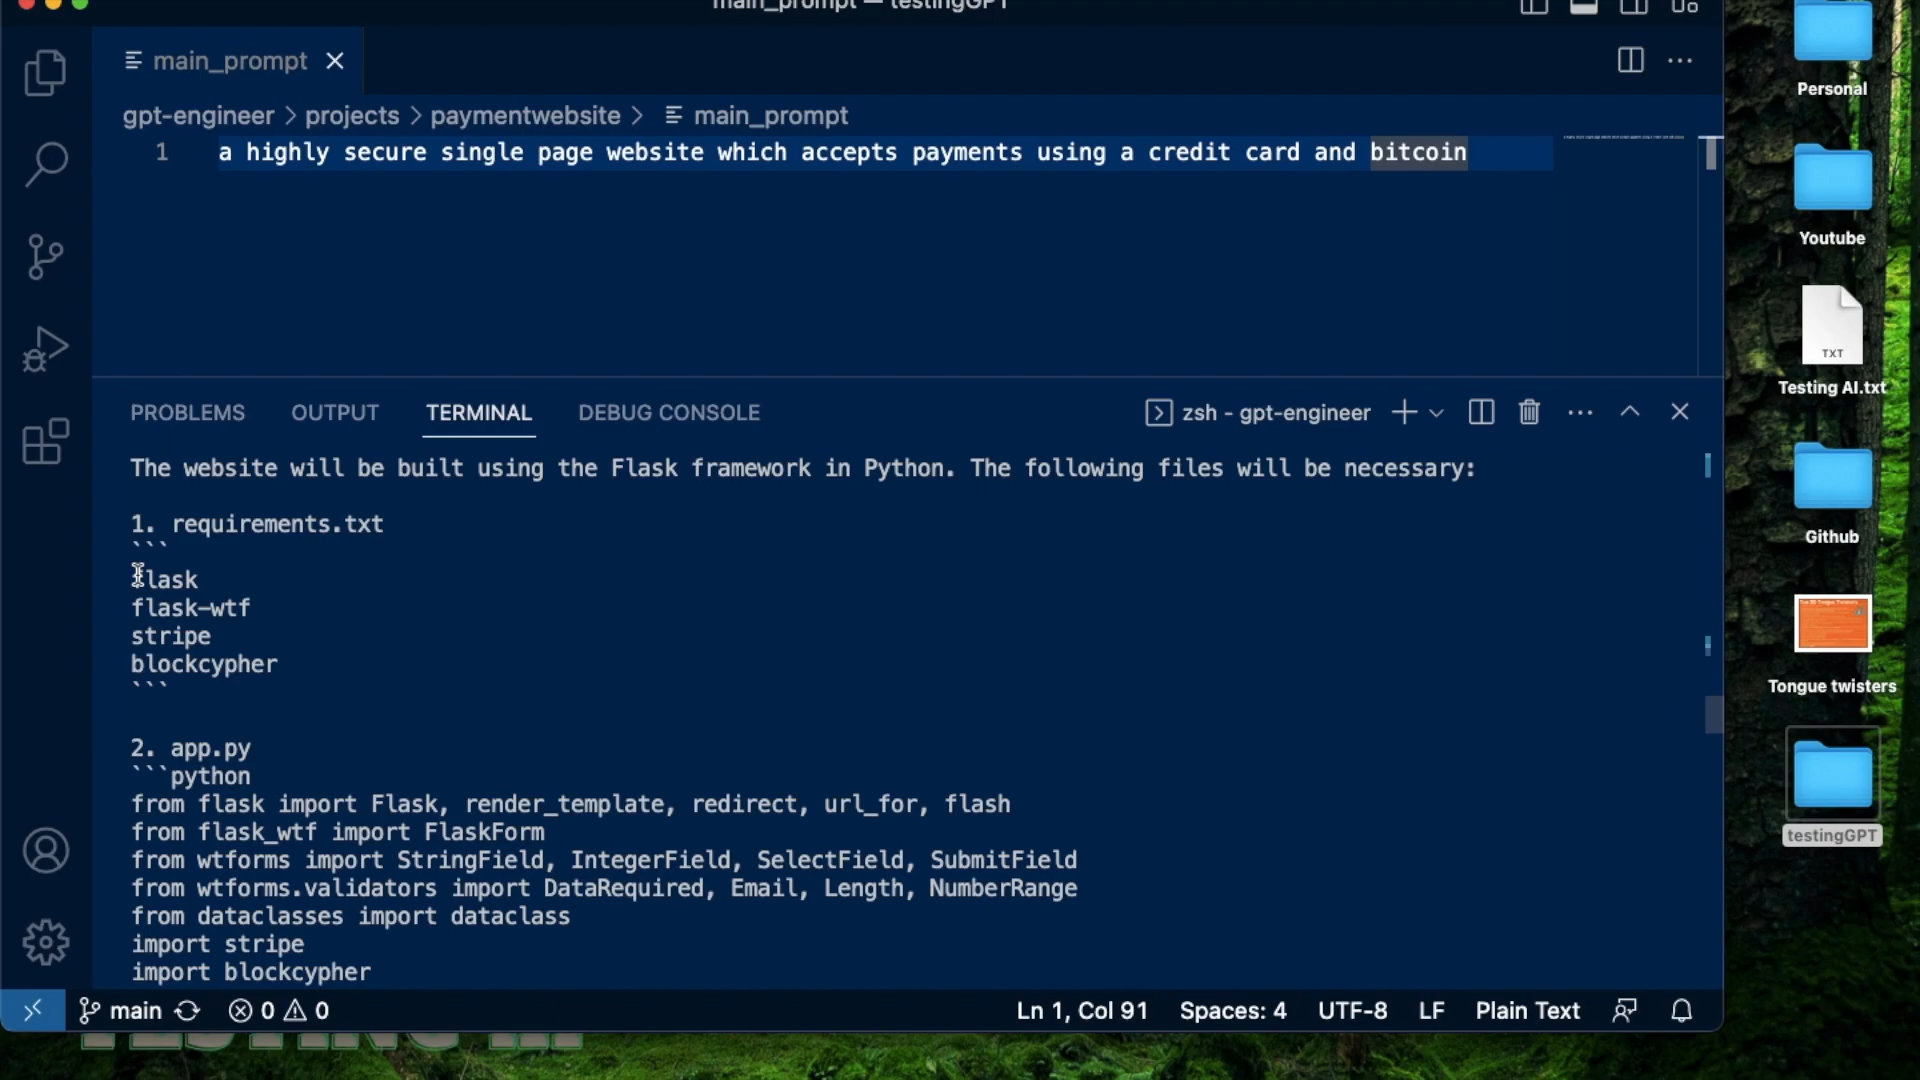 main_prompt — testingGPT
main_prompt
gpt-engineer > projects > paymentwebsite > main_prompt
1 a highly secure single page website which accepts payments using a credit card and bitcoin
PROBLEMS OUTPUT TERMINAL DEBUG CONSOLE zsh - gpt-engineer
The website will be built using the Flask framework in Python. The following files will be necessary:
1. requirements.txt
```
flask
flask-wtf
stripe
blockcypher
```
2. app.py
```python
from flask import Flask, render_template, redirect, url_for, flash
from flask_wtf import FlaskForm
from wtforms import StringField, IntegerField, SelectField, SubmitField
from wtforms.validators import DataRequired, Email, Length, NumberRange
from dataclasses import dataclass
import stripe
import blockcypher
main 0 0 Ln 1, Col 91 Spaces: 4 UTF-8 LF Plain Text
Personal
Youtube
TXT
Testing AI.txt
Github
Tongue twisters
testingGPT